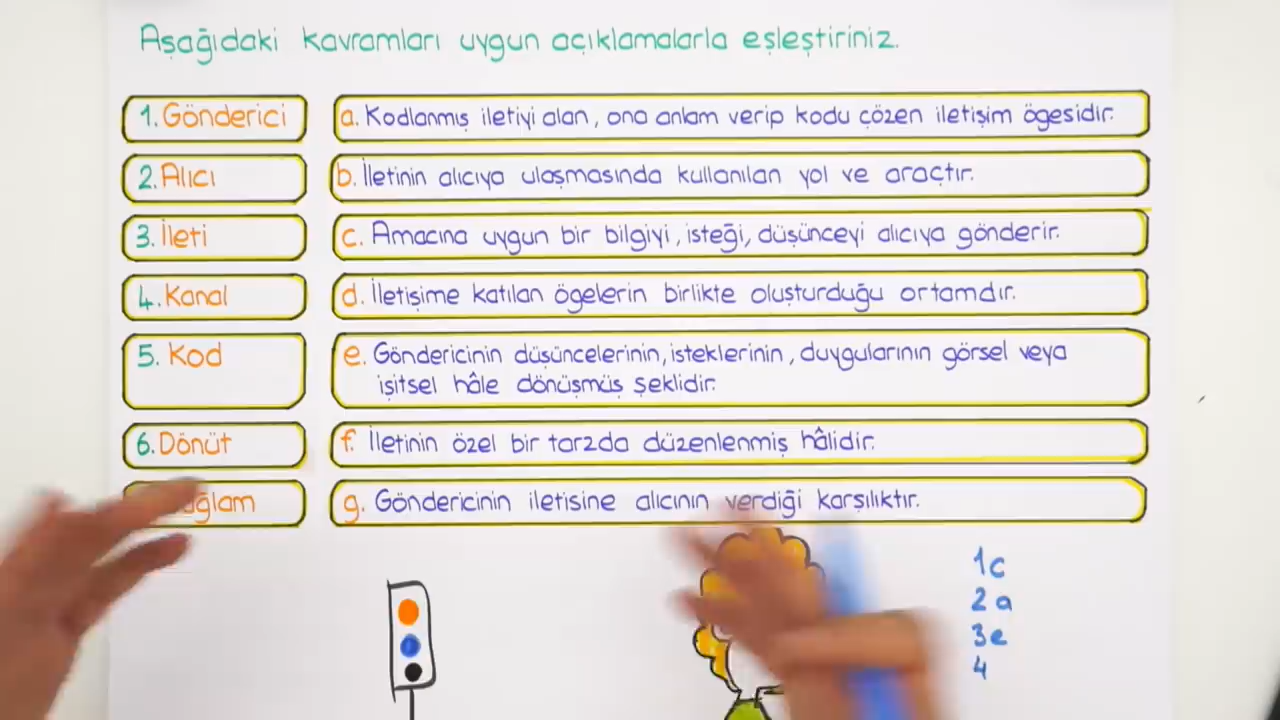 Aşağıdaki kavramları uygun açıklamalarla eşleştiriniz.
1. Gönderici
a. Kodlanmış iletiyi alan, ona anlam verip kodu çözen iletişim ögesidir.
2. Alıcı
b. İletinin alıcıya ulaşmasında kullanılan yol ve araçtır.
3. İleti
c. Amacına uygun bir bilgiyi, isteği, düşünceyi alıcıya gönderir.
4. Kanal
d. İletişime katılan ögelerin birlikte oluşturduğu ortamdır.
5. Kod
e. Göndericinin düşüncelerinin, isteklerinin, duygularının görsel veya
işitsel hâle dönüşmüş şeklidir.
6. Dönüt
f. İletinin özel bir tarzda düzenlenmiş hâlidir.
g. Göndericinin iletisine alıcının verdiği karşılıktır.
1c
2a
3e
4